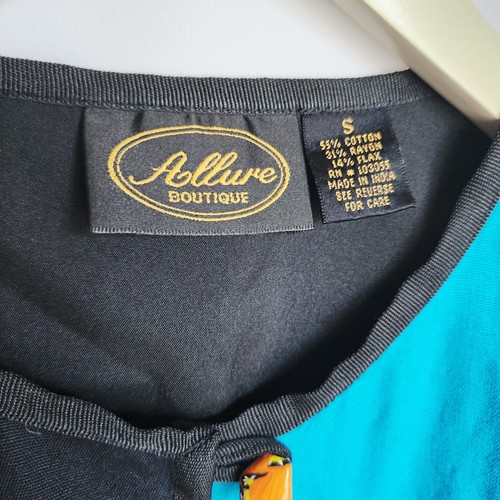 Allure
BOUTIQUE
S
55% COTTON
31% RAYON
14% FLAX
RN # 103055
MADE IN INDIA
SEE REVERSE
FOR CARE